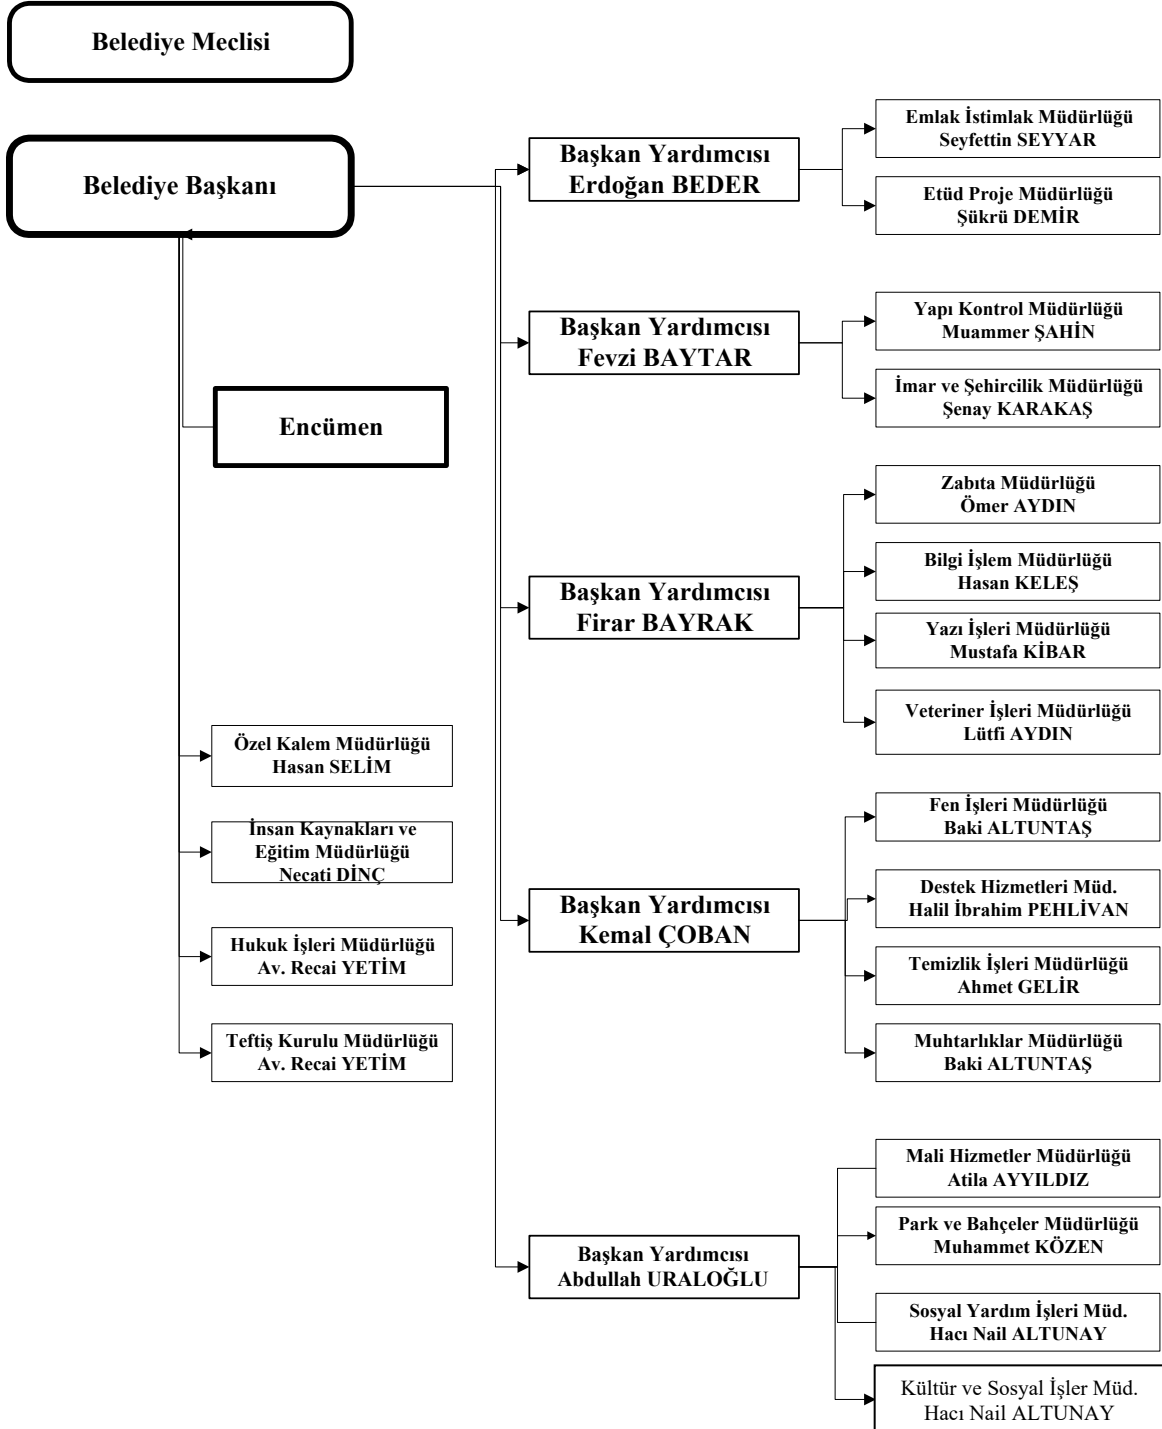 Belediye Meclisi
Belediye Başkanı
Encümen
Özel Kalem Müdürlüğü
Hasan SELİM
İnsan Kaynakları ve
Eğitim Müdürlüğü
Necati DİNÇ
Hukuk İşleri Müdürlüğü
Av. Recai YETİM
Teftiş Kurulu Müdürlüğü
Av. Recai YETİM
Başkan Yardımcısı
Erdoğan BEDER
Emlak İstimlak Müdürlüğü
Seyfettin SEYYAR
Etüd Proje Müdürlüğü
Şükrü DEMİR
Başkan Yardımcısı
Fevzi BAYTAR
Yapı Kontrol Müdürlüğü
Muammer ŞAHİN
İmar ve Şehircilik Müdürlüğü
Şenay KARAKAŞ
Başkan Yardımcısı
Firar BAYRAK
Zabıta Müdürlüğü
Ömer AYDIN
Bilgi İşlem Müdürlüğü
Hasan KELEŞ
Yazı İşleri Müdürlüğü
Mustafa KİBAR
Veteriner İşleri Müdürlüğü
Lütfi AYDIN
Başkan Yardımcısı
Kemal ÇOBAN
Fen İşleri Müdürlüğü
Baki ALTUNTAŞ
Destek Hizmetleri Müd.
Halil İbrahim PEHLİVAN
Temizlik İşleri Müdürlüğü
Ahmet GELİR
Muhtarlıklar Müdürlüğü
Baki ALTUNTAŞ
Başkan Yardımcısı
Abdullah URALOĞLU
Mali Hizmetler Müdürlüğü
Atila AYYILDIZ
Park ve Bahçeler Müdürlüğü
Muhammet KÖZEN
Sosyal Yardım İşleri Müd.
Hacı Nail ALTUNAY
Kültür ve Sosyal İşler Müd.
Hacı Nail ALTUNAY